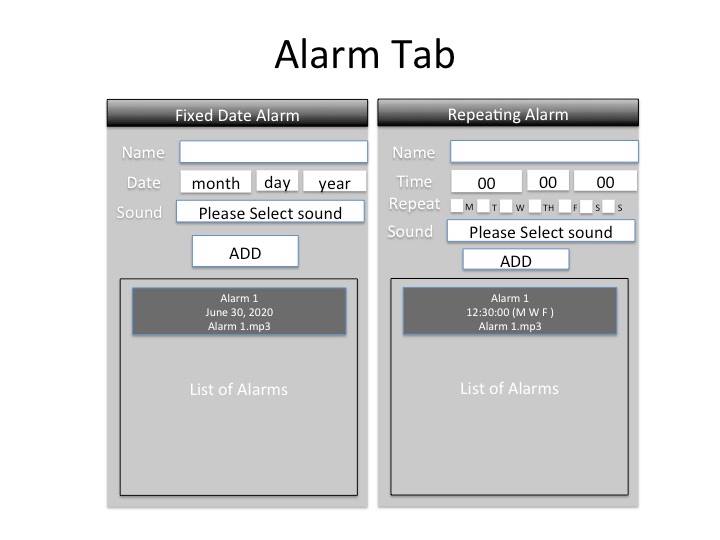 Alarm Tab
Fixed Date Alarm
Name
Date month day year
Sound Please Select sound
ADD
Alarm 1
June 30, 2020
Alarm 1.mp3
List of Alarms
Repeating Alarm
Name
Time 00 00 00
Repeat M T W TH F S S
Sound Please Select sound
ADD
Alarm 1
12:30:00 (M W F )
Alarm 1.mp3
List of Alarms